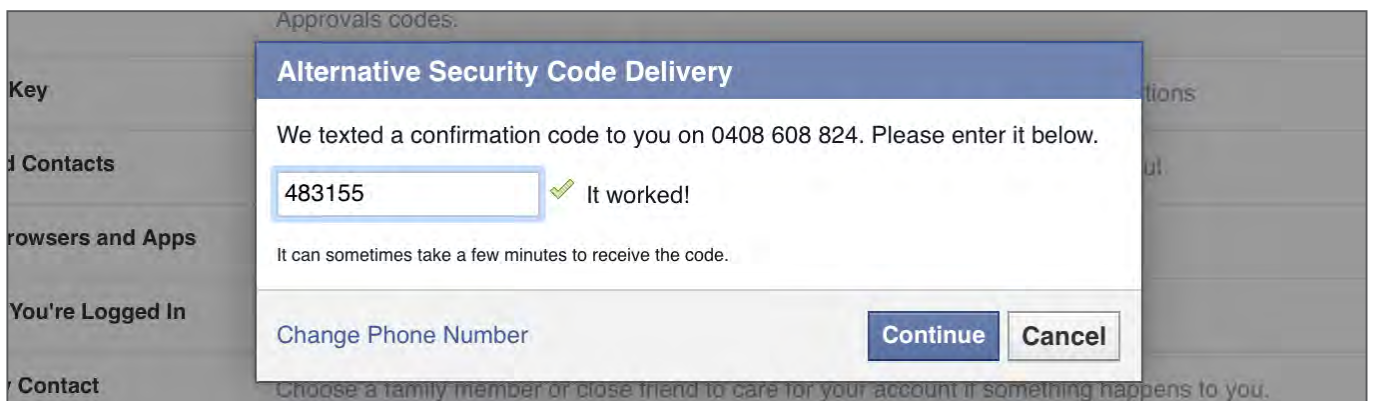 Approvals codes.
Alternative Security Code Delivery
Key
tions
We texted a confirmation code to you on 0408 608 824. Please enter it below.
d Contacts
ul.
483155
It worked!
rowsers and Apps
It can sometimes take a few minutes to receive the code.
You're Logged In
Change Phone Number
Continue
Cancel
Contact
Choose a family member or close friend to care for your account if something happens to you.